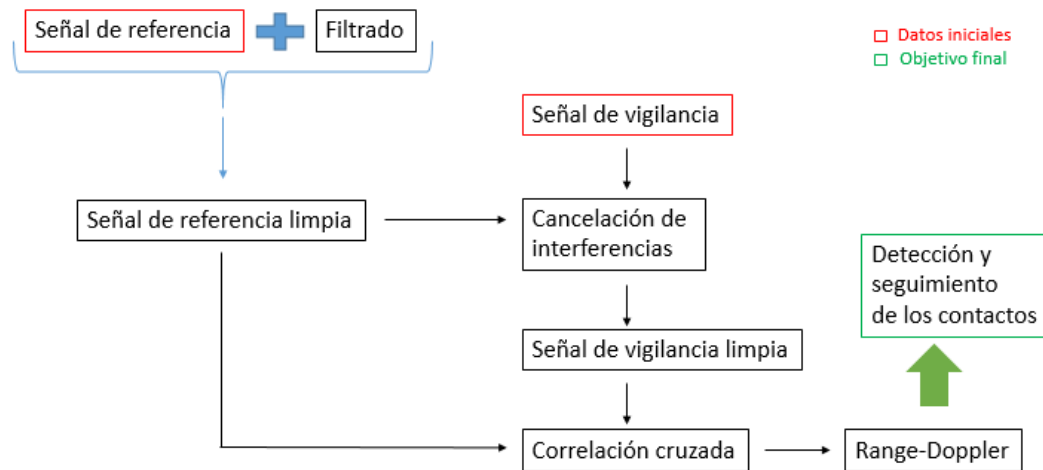 Señal de referencia
Filtrado
Datos iniciales
Objetivo final
Señal de vigilancia
Señal de referencia limpia
Cancelación de
interferencias
Detección y
seguimiento
de los contactos
Señal de vigilancia limpia
Correlación cruzada
Range-Doppler